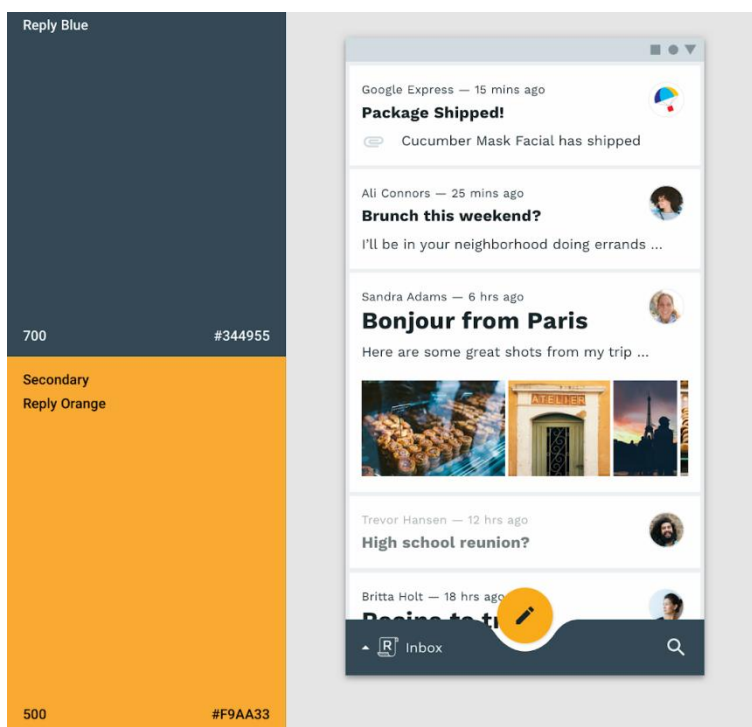 Reply Blue
700 #344955
Secondary
Reply Orange
500 #F9AA33
Google Express — 15 mins ago
Package Shipped!
Cucumber Mask Facial has shipped
Ali Connors — 25 mins ago
Brunch this weekend?
I'll be in your neighborhood doing errands ...
Sandra Adams — 6 hrs ago
Bonjour from Paris
Here are some great shots from my trip ...
ATELIER
Trevor Hansen — 12 hrs ago
High school reunion?
Britta Holt — 18 hrs ago
R Inbox